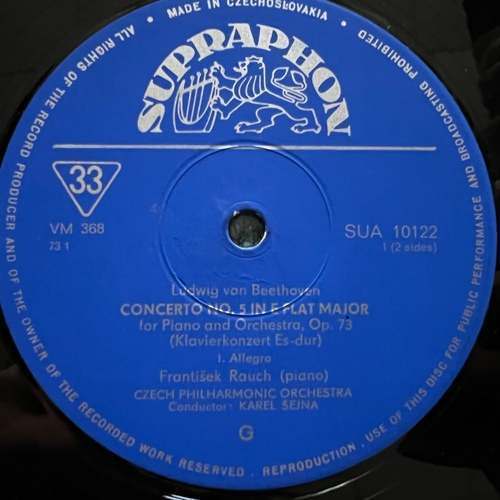 MADE IN CZECHOSLOVAKIA
ALL RIGHTS OF THE RECORD PRODUCER AND OF THE OWNER OF THE RECORDED WORK RESERVED . REPRODUCTION . USE OF THIS DISC FOR PUBLIC PERFORMANCE AND BROADCASTING PROHIBITED
SUPRAPHON
33
VM 368
23 1
SUA 10122
I (2 sides)
Ludwig van Beethoven
CONCERTO NO. 5 IN E FLAT MAJOR
for Piano and Orchestra, Op. 73
(Klavierkonzert Es-dur)
I. Allegro
František Rauch (piano)
CZECH PHILHARMONIC ORCHESTRA
Conductor: KAREL ŠEJNA
G